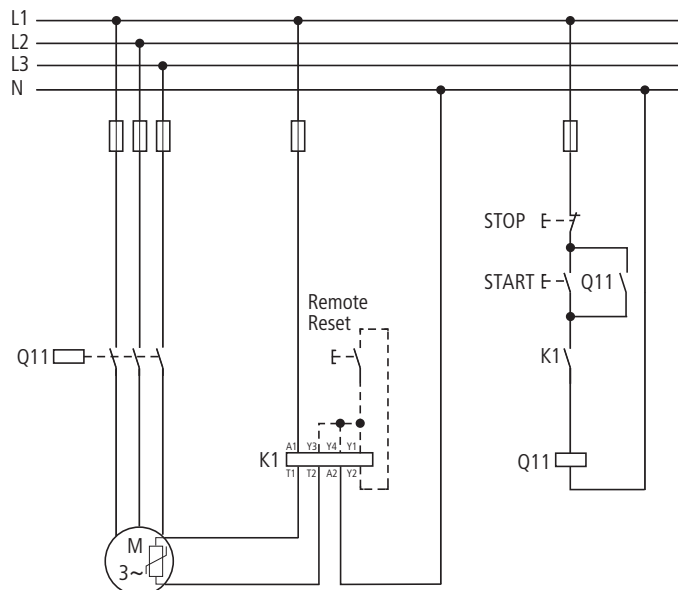 L1
L2
L3
N
STOP
START
Q11
Remote
Reset
Q11
K1
A1 Y3 Y4 Y1
K1
T1 T2 A2 Y2
Q11
M
3~